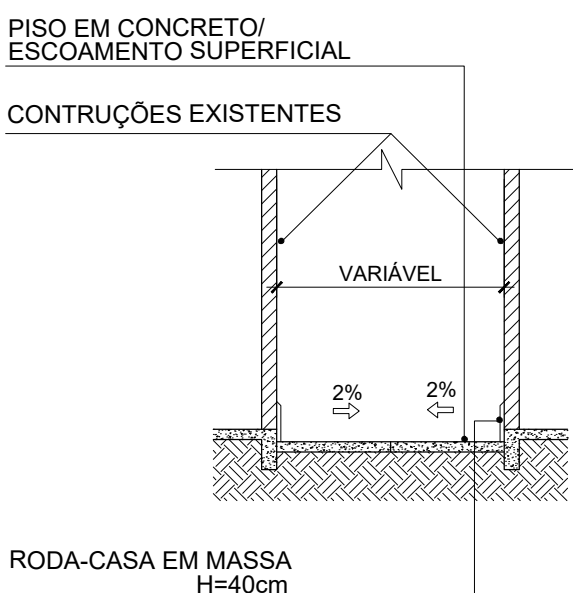 PISO EM CONCRETO/
ESCOAMENTO SUPERFICIAL
CONTRUÇÕES EXISTENTES
VARIÁVEL
2% 2%
RODA-CASA EM MASSA
H=40cm